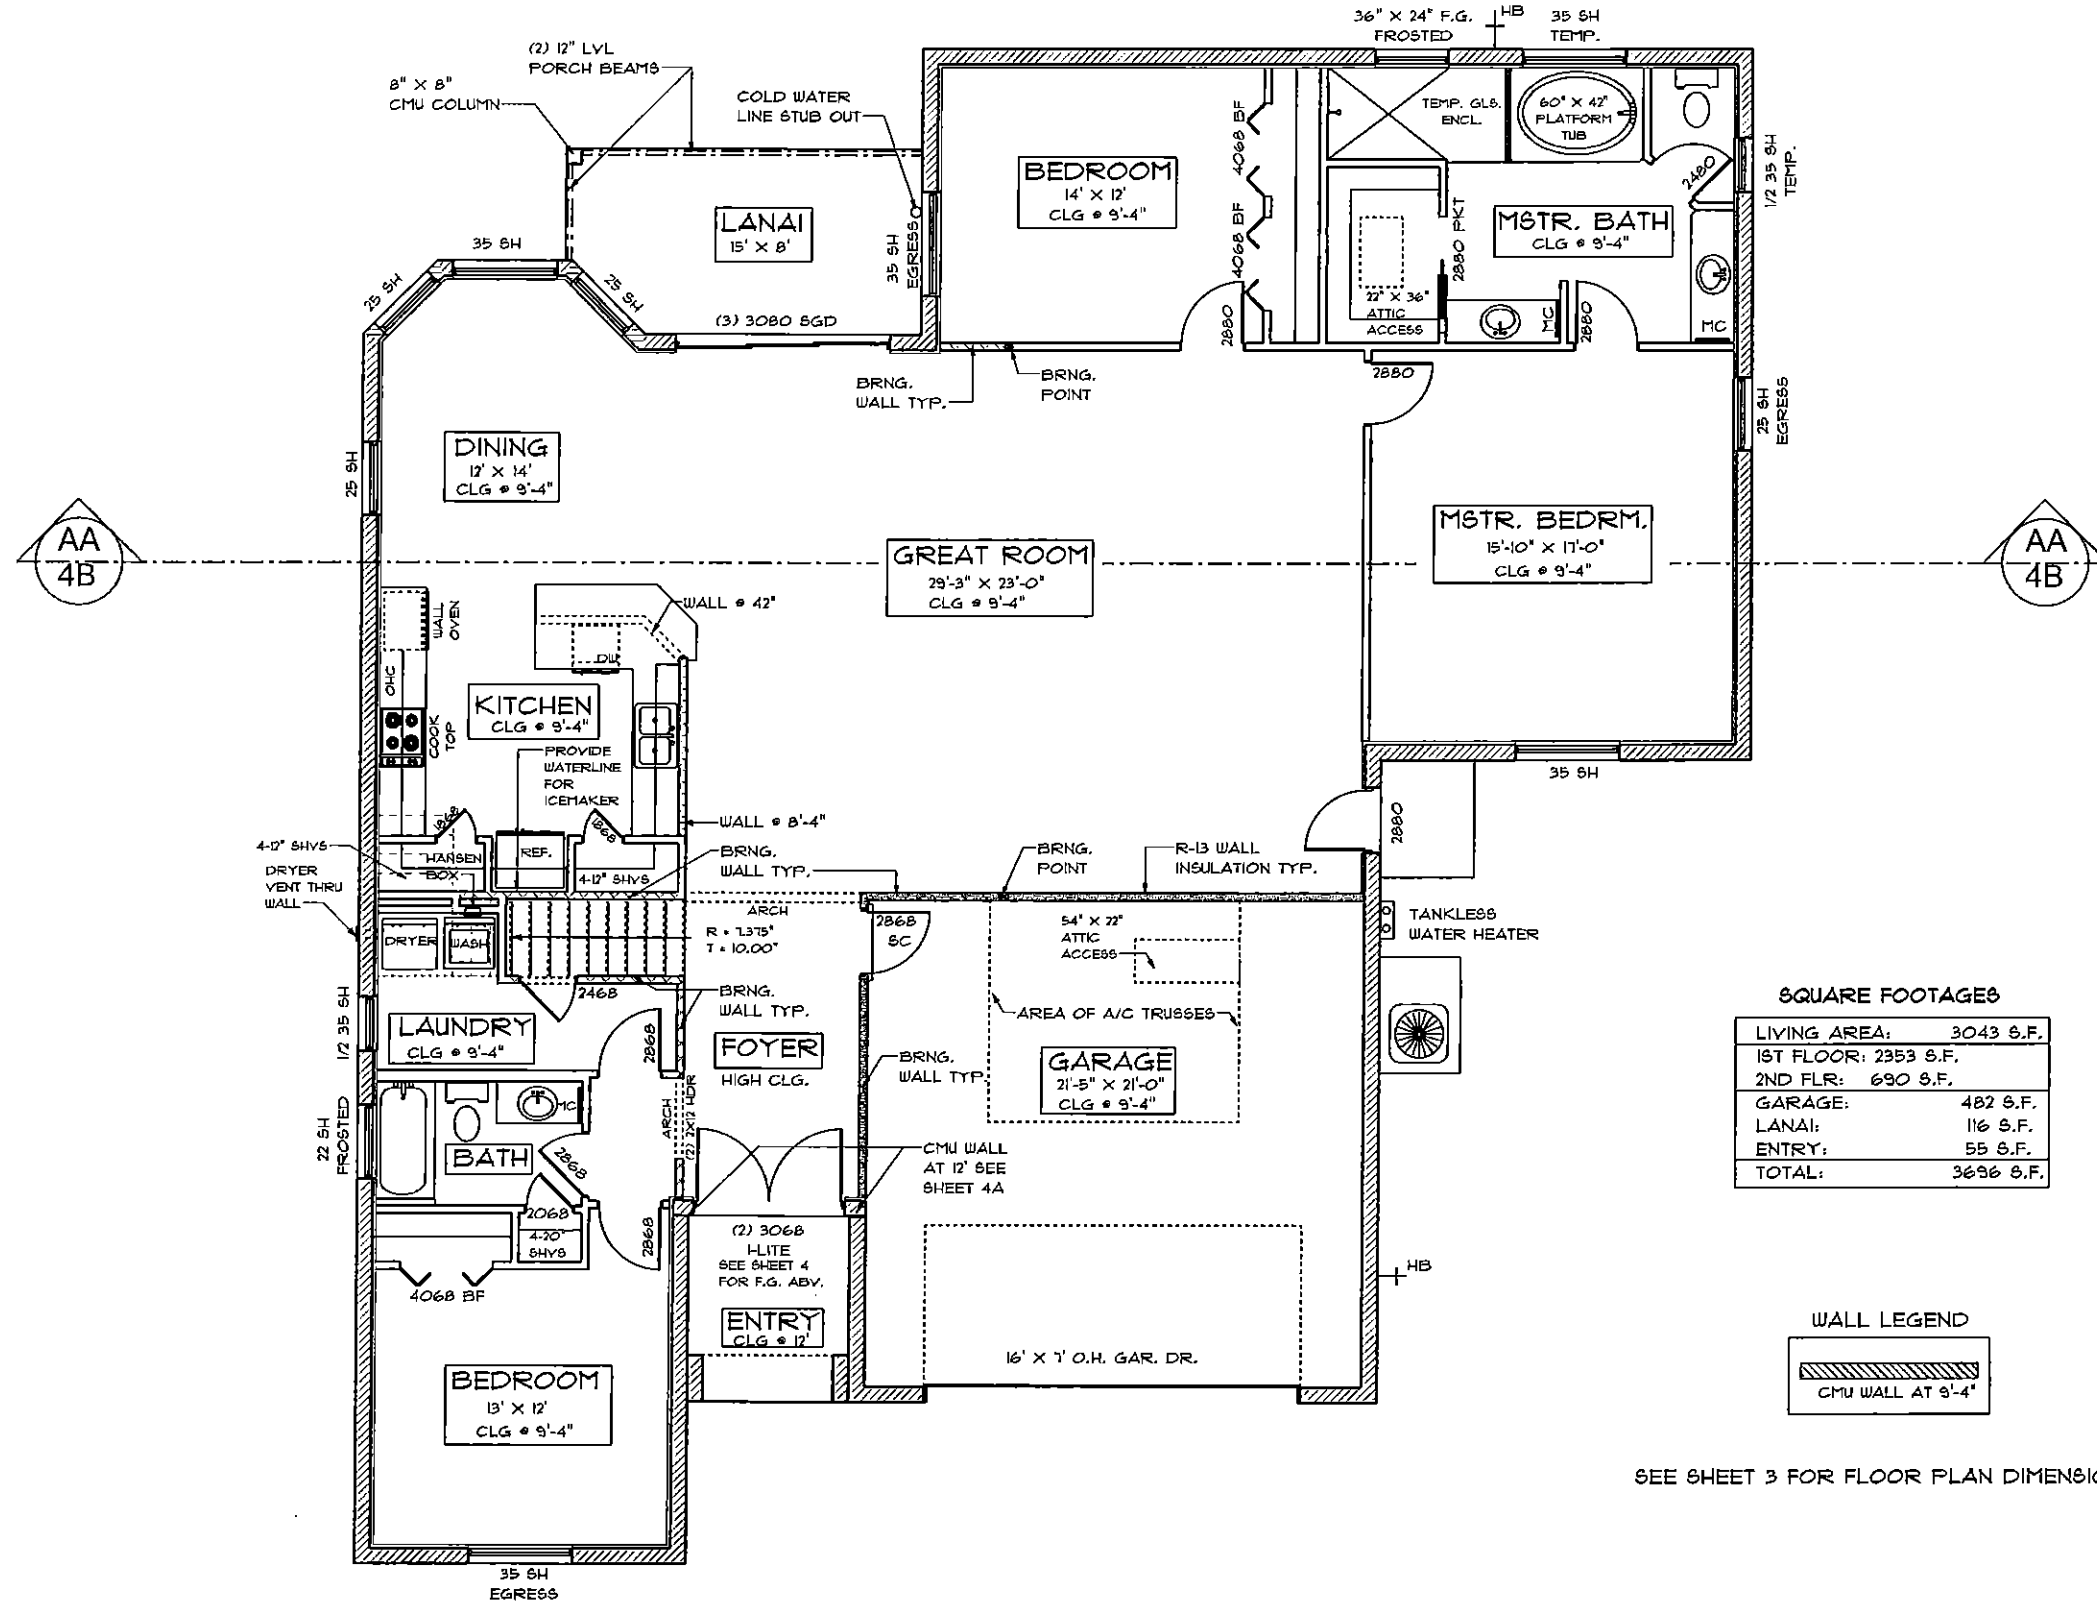 36" X 24" F.G.
FROSTED
HB
35 SH
TEMP.
(2) 12" LVL
PORCH BEAMS
8" X 8"
CMU COLUMN
COLD WATER
LINE STUB OUT
4068 BF
4068 BF
TEMP. GLS.
ENCL.
60" X 42"
PLATFORM
TUB
2480
1/2 35 SH
TEMP.
BEDROOM
14' X 12'
CLG @ 9'-4"
LANAI
15' X 8'
35 SH
EGRESS
2880 PKT
MSTR. BATH
CLG @ 9'-4"
35 SH
25 SH
25 SH
22" X 36"
ATTIC
ACCESS
MC
2880
MC
2880
(3) 3080 SGD
BRNG.
WALL TYP.
BRNG.
POINT
2880
25 SH
EGRESS
DINING
12' X 14'
CLG @ 9'-4"
25 SH
AA
4B
GREAT ROOM
29'-3" X 23'-0"
CLG @ 9'-4"
MSTR. BEDRM.
15'-10" X 17'-0"
CLG @ 9'-4"
AA
4B
WALL
OVEN
WALL @ 42"
DW
OHC
KITCHEN
CLG @ 9'-4"
COOK
TOP
PROVIDE
WATERLINE
FOR
ICEMAKER
35 SH
2880
1868
1868
WALL @ 8'-4"
4-12" SHVS
HANSEN
BOX
REF.
4-12" SHVS
BRNG.
WALL TYP.
BRNG.
POINT
R-13 WALL
INSULATION TYP.
DRYER
VENT THRU
WALL
ARCH
R = 7.375"
T = 10.00"
2868
SC
54" X 22"
ATTIC
ACCESS
TANKLESS
WATER HEATER
DRYER
WASH
2468
BRNG.
WALL TYP.
AREA OF A/C TRUSSES
1/2 35 SH
LAUNDRY
CLG @ 9'-4"
2868
FOYER
HIGH CLG.
BRNG.
WALL TYP.
GARAGE
21'-5" X 21'-0"
CLG @ 9'-4"
SQUARE FOOTAGES
LIVING AREA: 3043 S.F.
1ST FLOOR: 2353 S.F.
2ND FLR: 690 S.F.
GARAGE: 482 S.F.
LANAI: 116 S.F.
ENTRY: 55 S.F.
TOTAL: 3696 S.F.
22 SH
FROSTED
MC
BATH
2868
ARCH
(2) 2X12 HDR
CMU WALL
AT 12' SEE
SHEET 4A
2068
4-20"
SHVS
2868
(2) 3068
1-LITE
SEE SHEET 4
FOR F.G. ABV.
4068 BF
ENTRY
CLG @ 12'
HB
16' X 7' O.H. GAR. DR.
WALL LEGEND
CMU WALL AT 9'-4"
BEDROOM
13' X 12'
CLG @ 9'-4"
SEE SHEET 3 FOR FLOOR PLAN DIMENSIO
35 SH
EGRESS